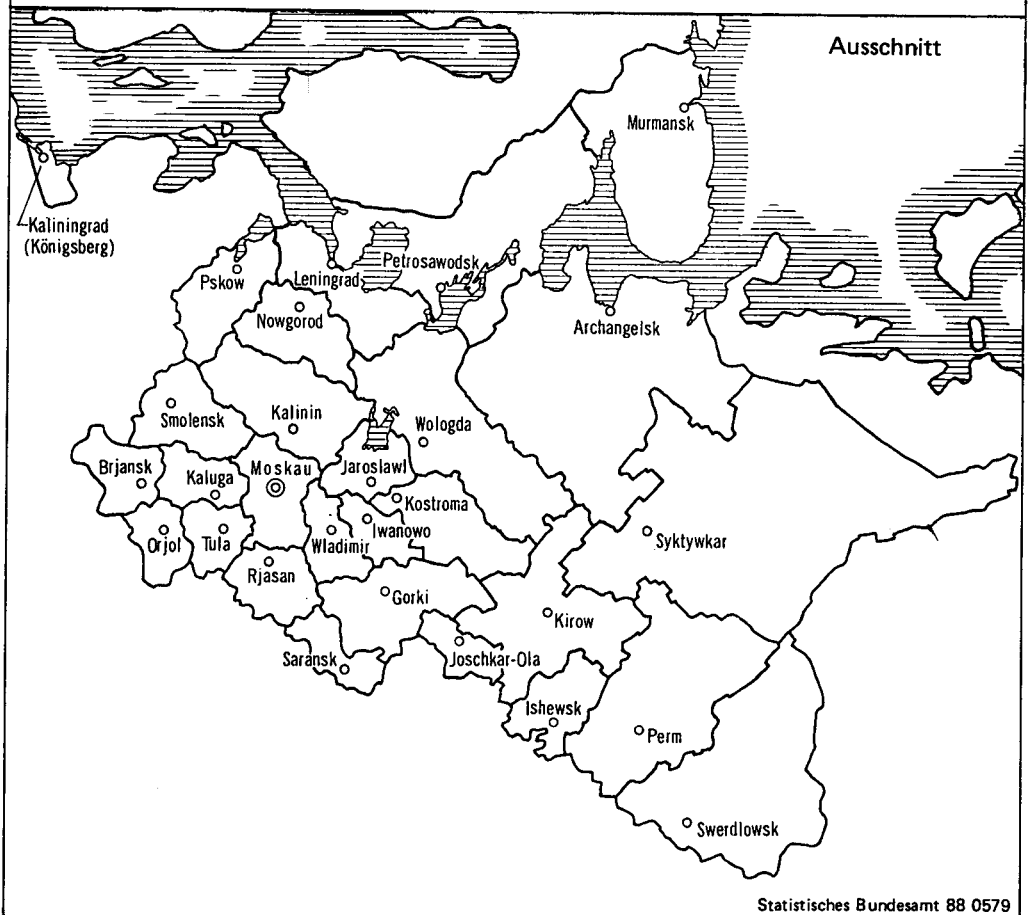 Ausschnitt
Murmansk
Kaliningrad
(Königsberg)
Pskow
Leningrad
Petrosawodsk
Nowgorod
Archangelsk
Smolensk
Kalinin
Wologda
Brjansk
Kaluga
Moskau
Jaroslawl
Kostroma
Orjol
Tula
Wladimir
Iwanowo
Syktywkar
Rjasan
Gorki
Kirow
Saransk
Joschkar-Ola
Ishewsk
Perm
Swerdlowsk
Statistisches Bundesamt 88 0579